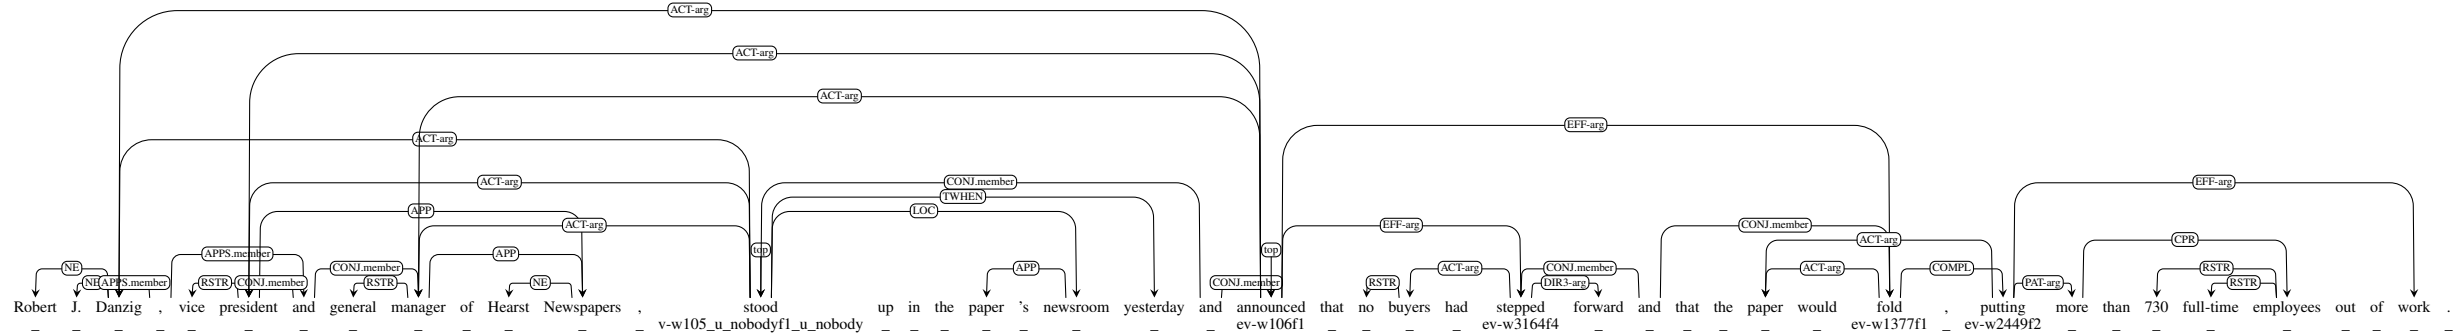 ACT-arg
ACT-arg
ACT-arg
EFF-arg
ACT-arg
ACT-arg CONJ.member EFF-arg
TWHEN
APP LOC
ACT-arg EFF-arg CONJ.member
ACT-arg CPR
APPS.member APP top top
NE CONJ.member APP ACT-arg CONJ.member ACT-arg COMPL RSTR
NE APPS.member RSTR CONJ.member RSTR NE CONJ.member RSTR DIR3-arg PAT-arg RSTR
Robert J. Danzig , vice president and general manager of Hearst Newspapers , stood up in the paper 's newsroom yesterday and announced that no buyers had stepped forward and that the paper would fold , putting more than 730 full-time employees out of work .
_ _ _ _ _ _ _ _ _ _ _ _ _ v-w105_u_nobodyf1_u_nobody _ _ _ _ _ _ _ _ ev-w106f1 _ _ _ _ ev-w3164f4 _ _ _ _ _ _ ev-w1377f1 _ ev-w2449f2 _ _ _ _ _ _ _ _ _